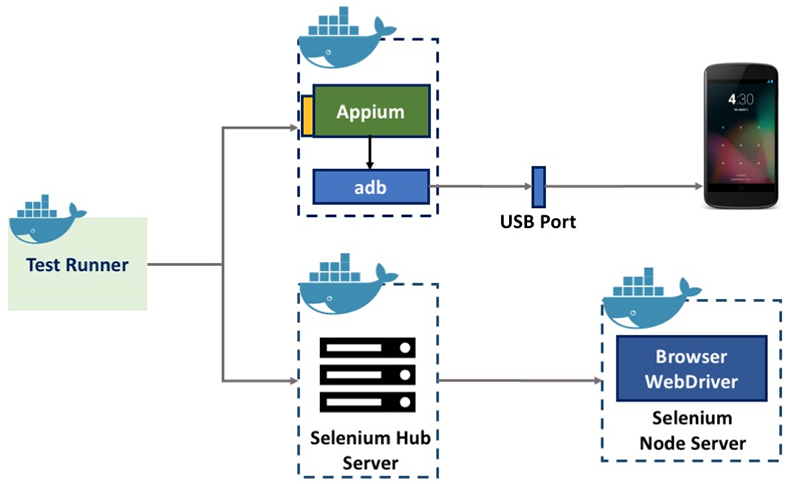 Appium
4:30
adb
USB Port
Test Runner
Selenium Hub
Server
Browser
WebDriver
Selenium
Node Server